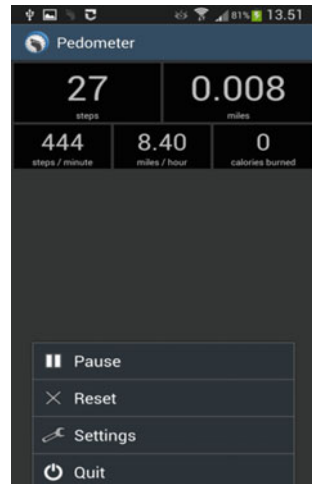 81% 13.51
Pedometer
27 0.008
steps miles
444 8.40 0
steps / minute miles / hour calories burned
Pause
Reset
Settings
Quit